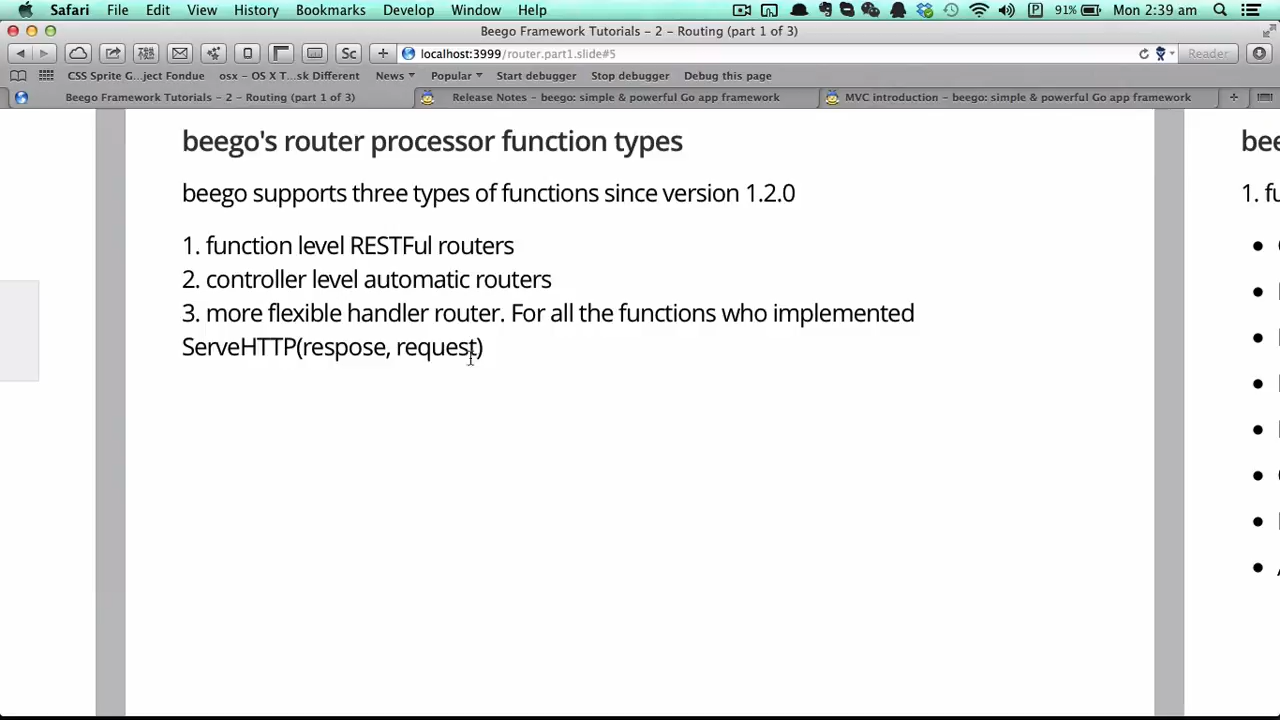 Safari File Edit View History Bookmarks Develop Window Help 91% Mon 2:39 am
Beego Framework Tutorials - 2 - Routing (part 1 of 3)
Sc + localhost:3999/router.part1.slide#5 Reader
CSS Sprite G...ject Fondue osx - OS X T...sk Different News Popular Start debugger Stop debugger Debug this page
Beego Framework Tutorials - 2 - Routing (part 1 of 3) Release Notes - beego: simple & powerful Go app framework MVC introduction - beego: simple & powerful Go app framework +
beego's router processor function types
beego supports three types of functions since version 1.2.0
1. function level RESTFul routers
2. controller level automatic routers
3. more flexible handler router. For all the functions who implemented
ServeHTTP(respose, request)
bee
1. fu